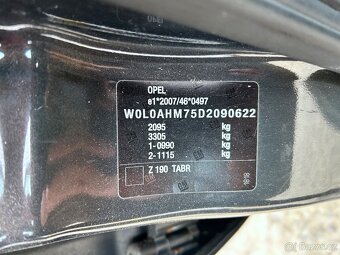 OPEL
e1*2007/46*0497
W0L0AHM75D2090622
2095 kg
3305 kg
1-0990 kg
2-1115 kg
Z 190 TABR